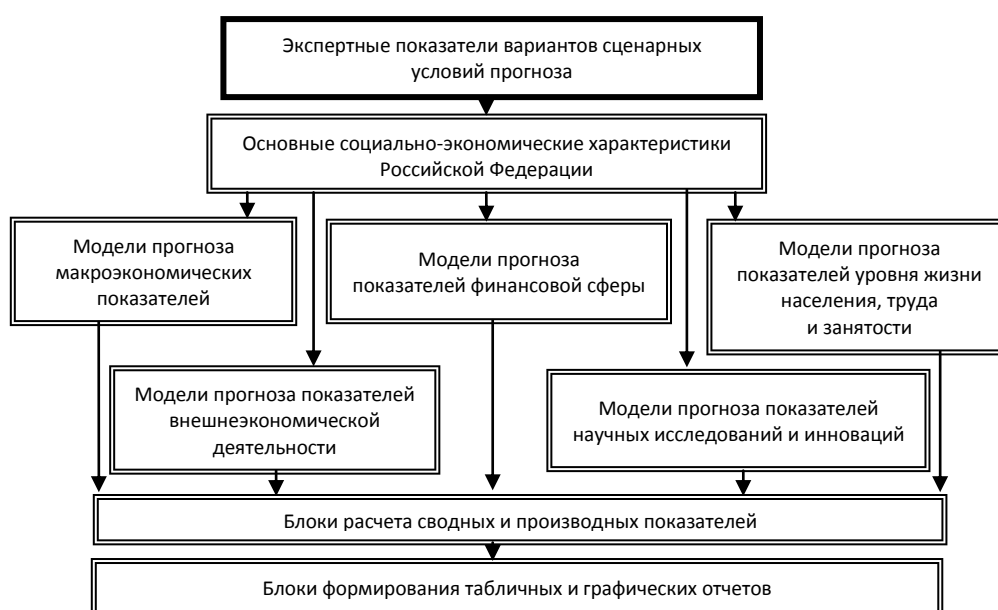 Экспертные показатели вариантов сценарных
условий прогноза
Основные социально-экономические характеристики
Российской Федерации
Модели прогноза
макроэкономических
показателей
Модели прогноза
показателей финансовой сферы
Модели прогноза
показателей уровня жизни
населения, труда
и занятости
Модели прогноза показателей
внешнеэкономической
деятельности
Модели прогноза показателей
научных исследований и инноваций
Блоки расчета сводных и производных показателей
Блоки формирования табличных и графических отчетов